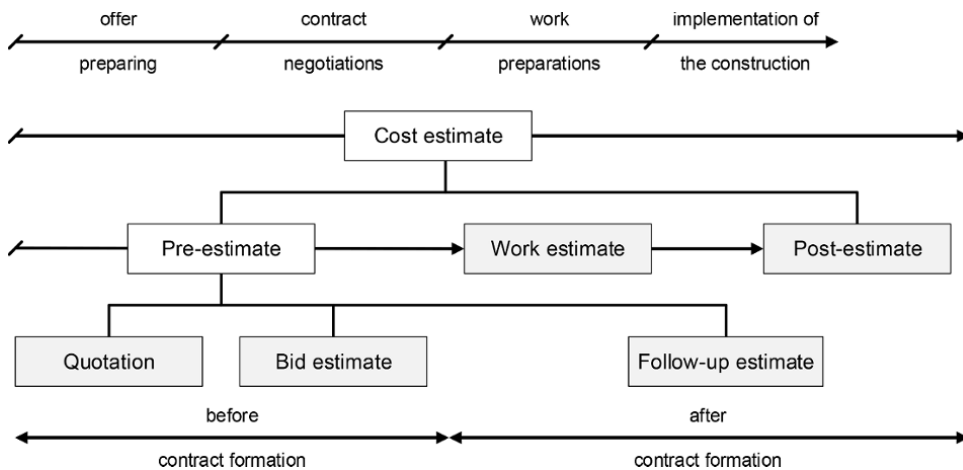 offer contract work implementation of
preparing negotiations preparations the construction
Cost estimate
Pre-estimate Work estimate Post-estimate
Quotation Bid estimate Follow-up estimate
before after
contract formation contract formation